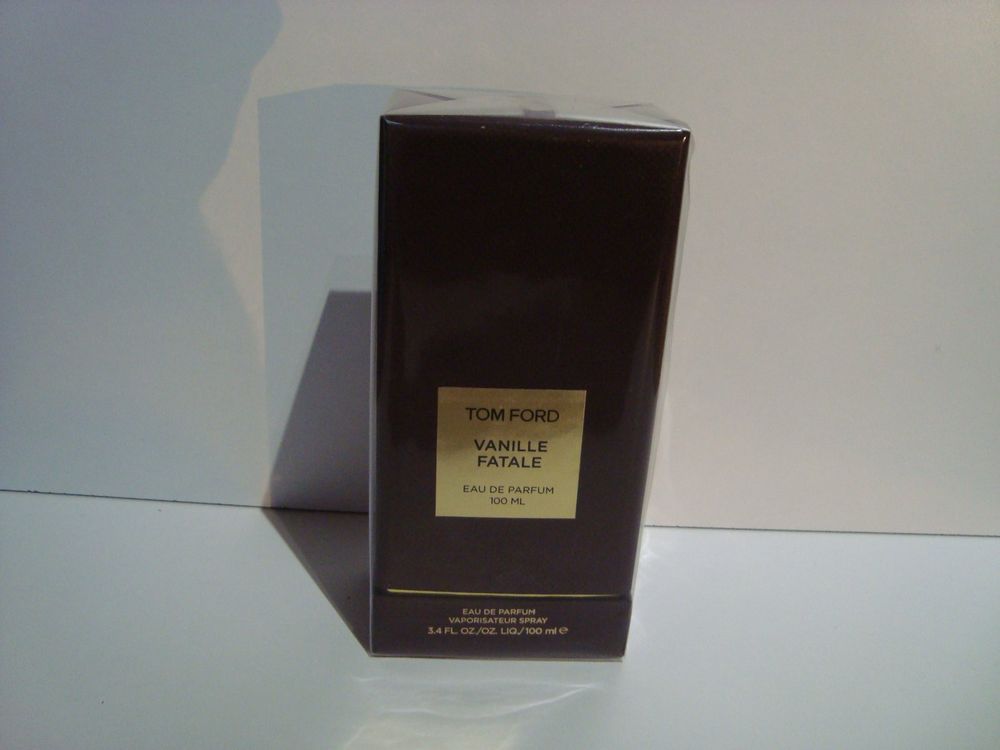 TOM FORD
VANILLE
FATALE
EAU DE PARFUM
100 ML
EAU DE PARFUM
VAPORISATEUR SPRAY
3.4 FL. OZ./OZ. LIQ./100 ml ℮